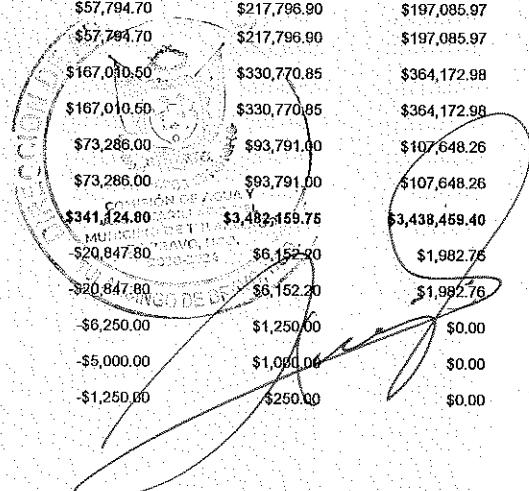 $57,794.70 $217,796.90 $197,085.97
$57,794.70 $217,796.90 $197,085.97
$167,010.50 $330,770.85 $364,172.98
$167,010.50 $330,770.85 $364,172.98
$73,286.00 $93,791.00 $107,648.26
$73,286.00 $93,791.00 $107,648.26
COMISIÓN DE AGUA Y
$341,124.80 $3,482,159.75 $3,438,459.40
MUNICIPIO DE
-$20,847.80 $6,152.20 $1,982.76
-$20,847.80 $6,152.20 $1,982.76
-$6,250.00 $1,250.00 $0.00
-$5,000.00 $1,000.00 $0.00
-$1,250.00 $250.00 $0.00